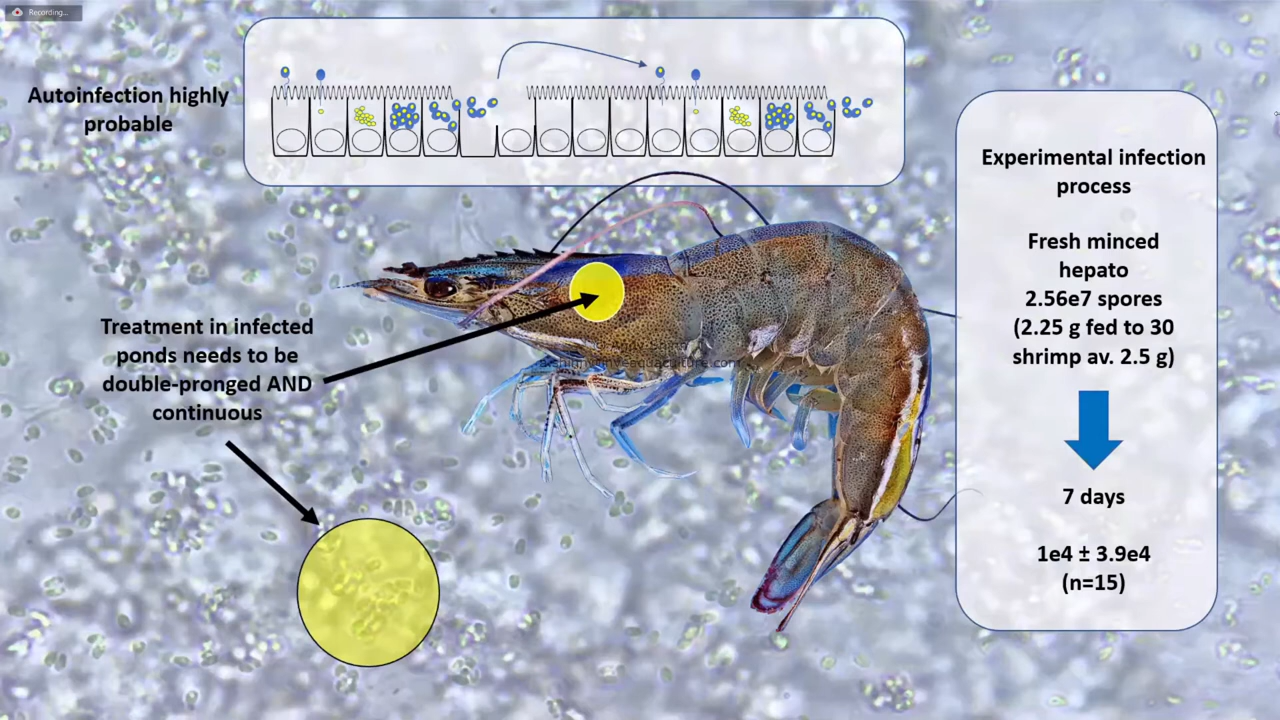 Recording...
Autoinfection highly
probable
Experimental infection
process
Fresh minced
hepato
2.56e7 spores
(2.25 g fed to 30
shrimp av. 2.5 g)
7 days
1e4 ± 3.9e4
(n=15)
Treatment in infected
ponds needs to be
double-pronged AND
continuous